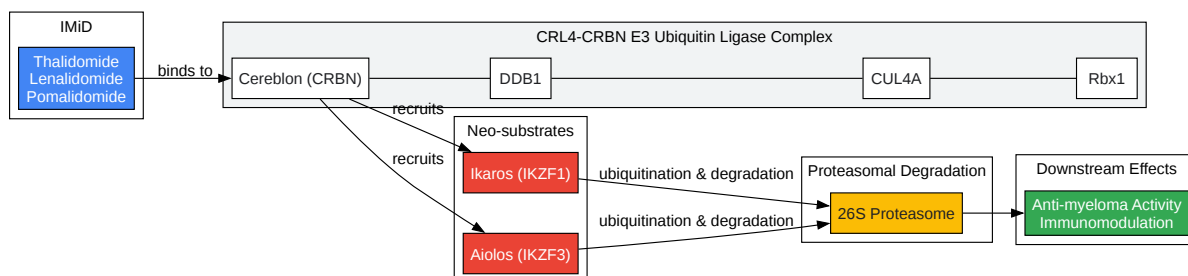 IMiD
Thalidomide
Lenalidomide
Pomalidomide
binds to
CRL4-CRBN E3 Ubiquitin Ligase Complex
Cereblon (CRBN)
DDB1
CUL4A
Rbx1
recruits
recruits
Neo-substrates
Ikaros (IKZF1)
Aiolos (IKZF3)
ubiquitination & degradation
ubiquitination & degradation
Proteasomal Degradation
26S Proteasome
Downstream Effects
Anti-myeloma Activity
Immunomodulation